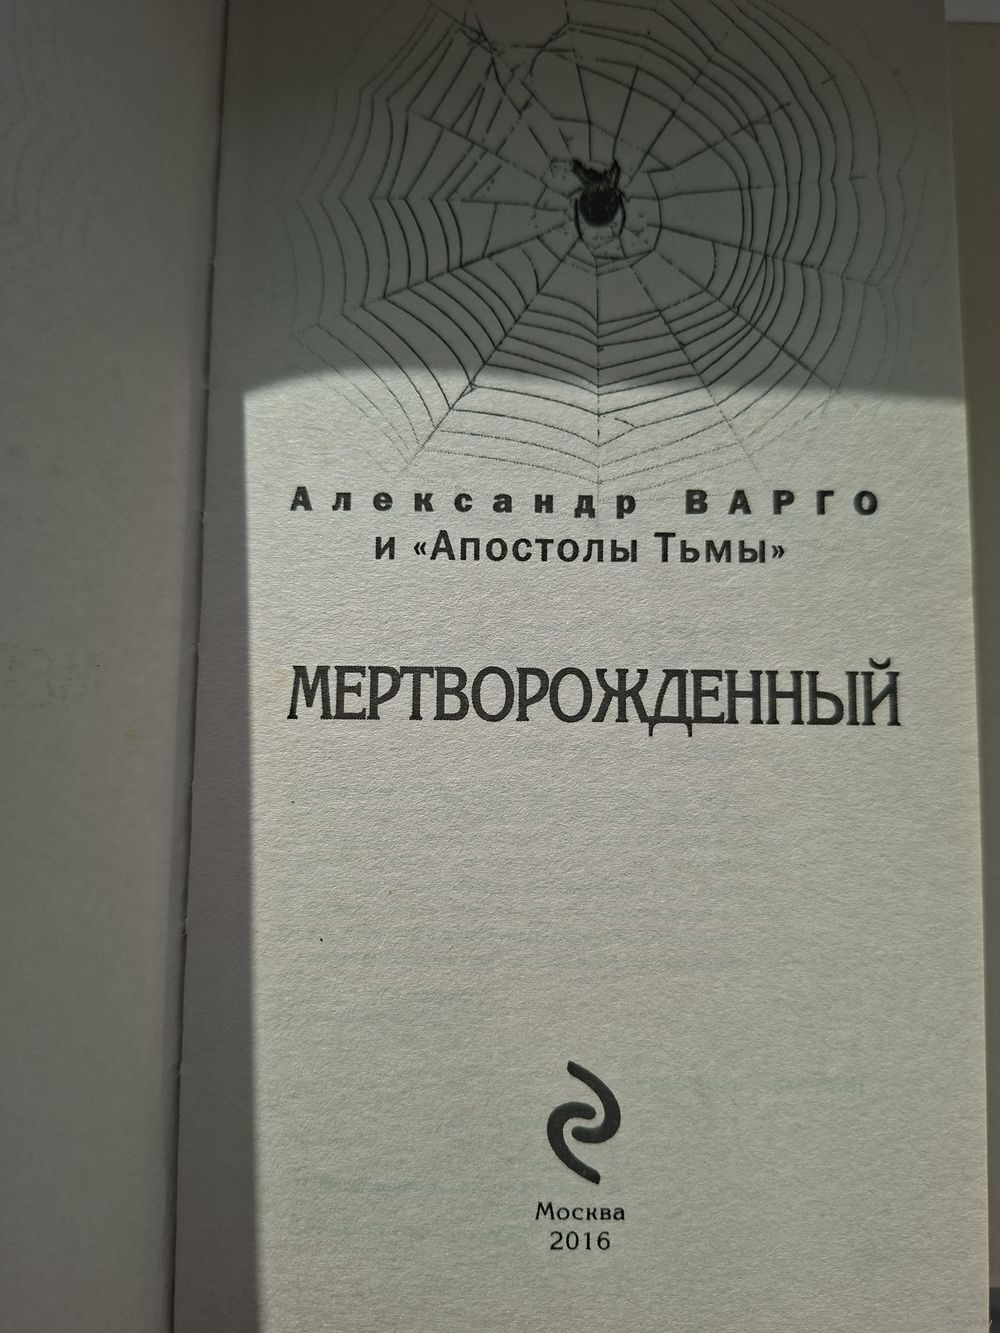 Александр ВАРГО
и «Апостолы Тьмы»
МЕРТВОРОЖДЕННЫЙ
Москва
2016